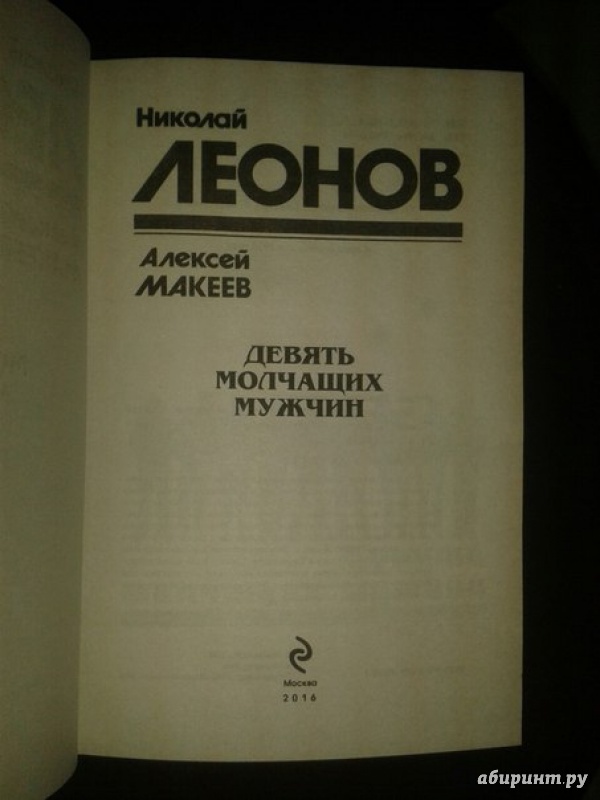 Николай
ЛЕОНОВ
Алексей
МАКЕЕВ
ДЕВЯТЬ
МОЛЧАЩИХ
МУЖЧИН
Москва
2016
абиринт.ру